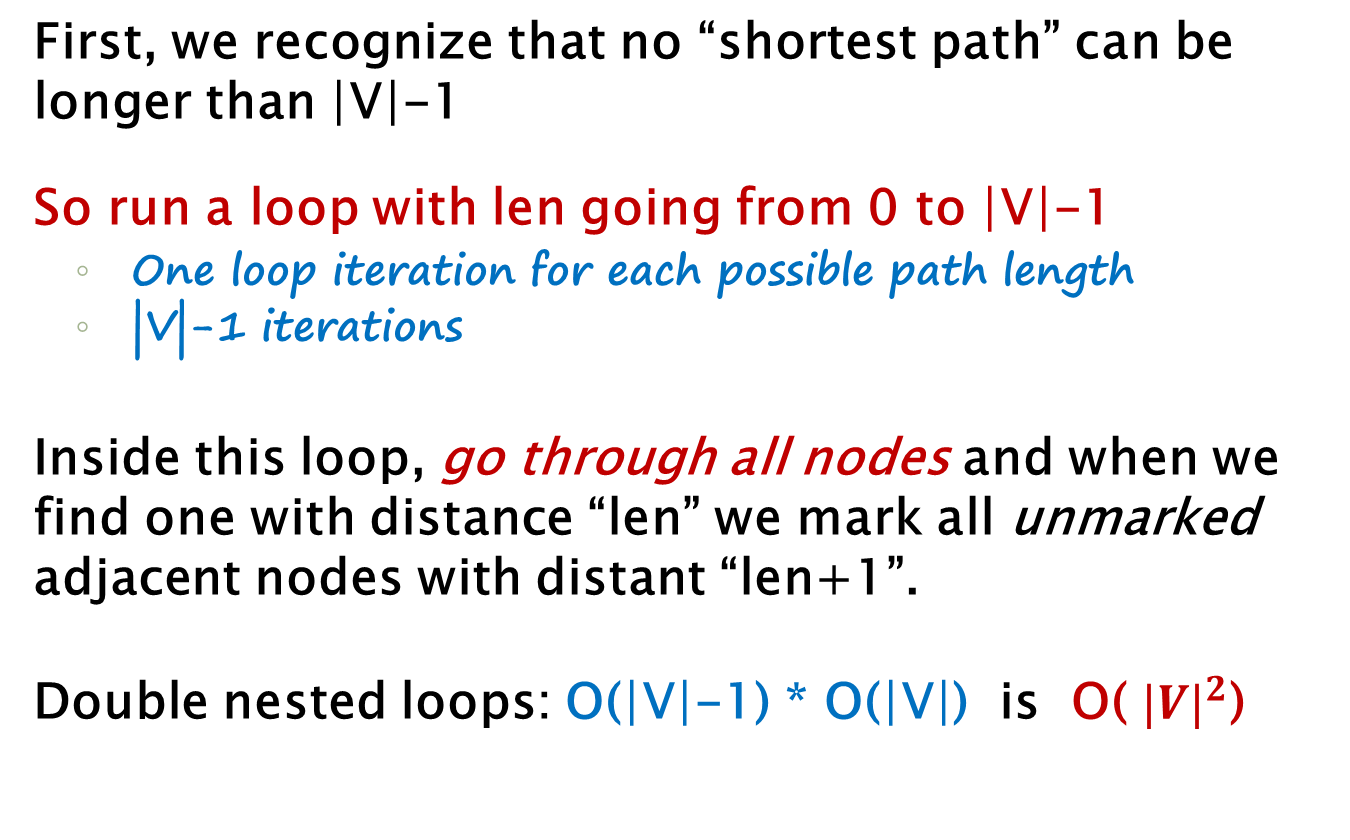 First, we recognize that no “shortest path” can be
longer than |V|-1
So run a loop with len going from 0 to |V|-1
◦ One loop iteration for each possible path length
◦ |V|-1 iterations
Inside this loop, go through all nodes and when we
find one with distance “len” we mark all unmarked
adjacent nodes with distant “len+1”.
Double nested loops: O(|V|-1) * O(|V|) is O( |V|²)